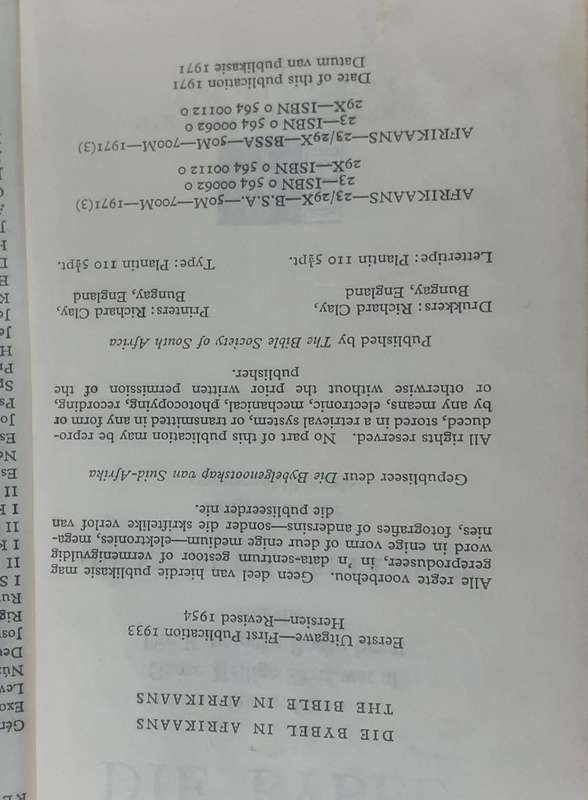 DIE BYBEL IN AFRIKAANS
THE BIBLE IN AFRIKAANS
Eerste Uitgawe—First Publication 1933
Hersien—Revised 1954
Alle regte voorbehou. Geen deel van hierdie publikasie mag
gereproduseer, in 'n data-sentrum gestoor of vermenigvuldig
word in enige vorm of deur enige medium—elektronies, mega-
nies, fotografies of andersins—sonder die skriftelike verlof van
die publiseerder nie.
Gepubliseer deur Die Bybelgenootskap van Suid-Afrika
All rights reserved. No part of this publication may be repro-
duced, stored in a retrieval system, or transmitted in any form or
by any means, electronic, mechanical, photocopying, recording,
or otherwise without the prior written permission of the
publisher.
Published by The Bible Society of South Africa
Drukkers: Richard Clay, Printers: Richard Clay,
Bungay, England Bungay, England
Lettertipe: Plantin 110 5¾pt. Type: Plantin 110 5¾pt.
AFRIKAANS—23/29X—B.S.A.—50M—700M—1971(3)
23—ISBN 0 564 00062 0
29X—ISBN 0 564 00112 0
AFRIKAANS—23/29X—BSSA—50M—700M—1971(3)
23—ISBN 0 564 00062 0
29X—ISBN 0 564 00112 0
Date of this publication 1971
Datum van publikasie 1971